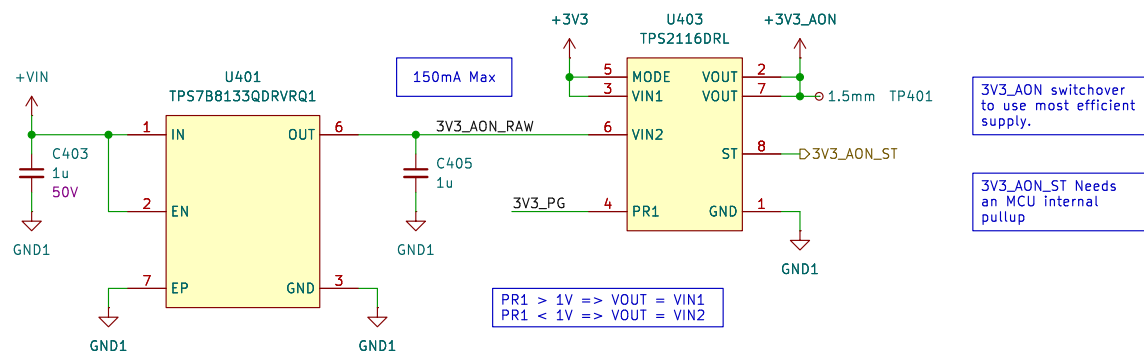 +3V3
U403
TPS2116DRL
+3V3_AON
+VIN
U401
TPS7B8133QDRVRQ1
150mA Max
5
MODE
VOUT
2
3
VIN1
VOUT
7
1.5mm
TP401
3V3_AON switchover
to use most efficient
supply.
1
IN
OUT
6
3V3_AON_RAW
6
VIN2
C403
1u
50V
C405
1u
ST
8
3V3_AON_ST
3V3_AON_ST Needs
an MCU internal
pullup
2
EN
3V3_PG
4
PR1
GND
1
GND1
GND1
GND1
7
EP
GND
3
PR1 > 1V => VOUT = VIN1
PR1 < 1V => VOUT = VIN2
GND1
GND1